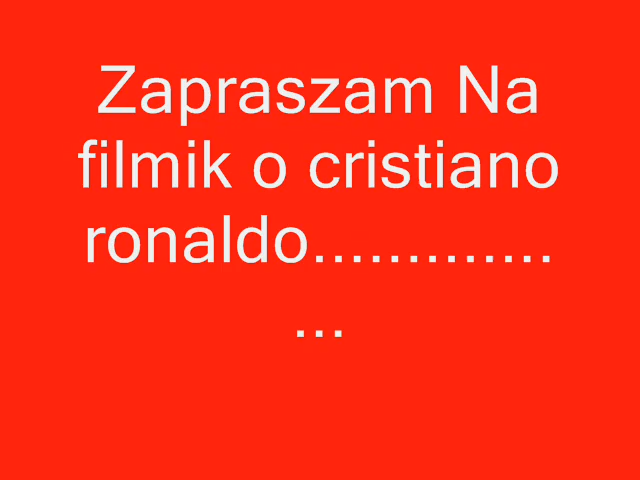 Zapraszam Na
filmik o cristiano
ronaldo.............
...